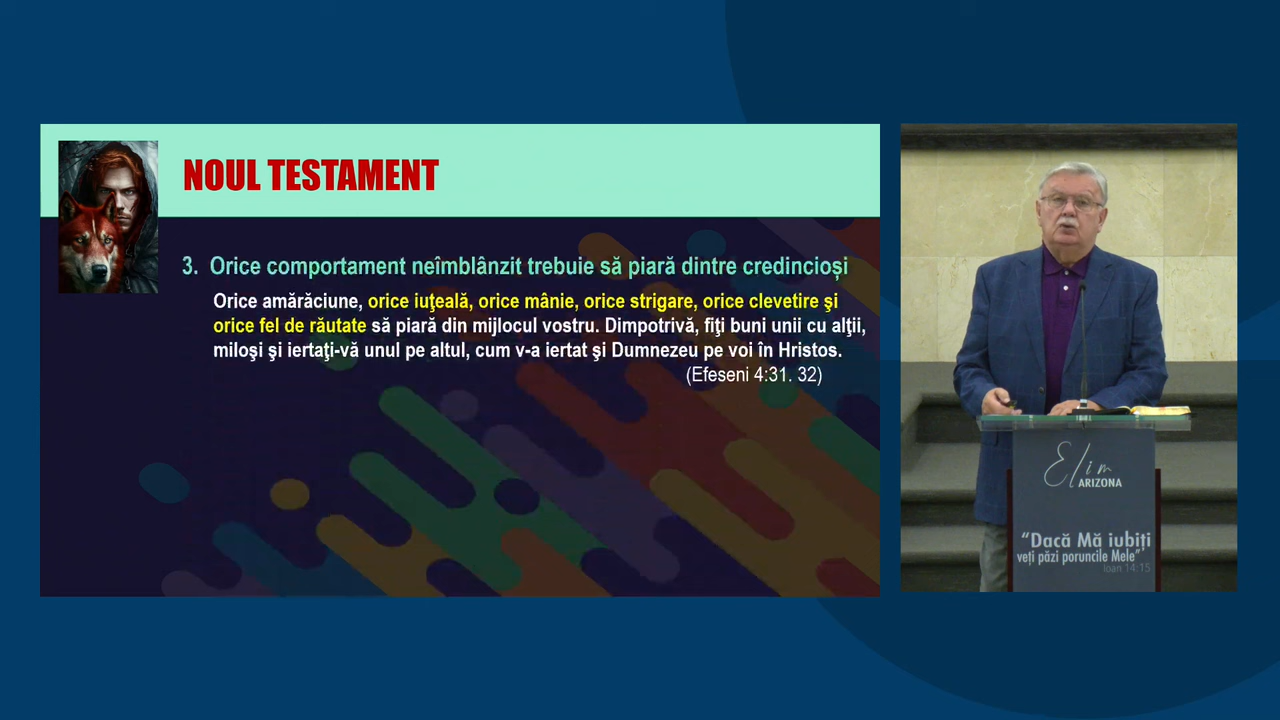 NOUL TESTAMENT
3. Orice comportament neîmblânzit trebuie să piară dintre credincioși
Orice amărăciune, orice iuţeală, orice mânie, orice strigare, orice clevetire şi
orice fel de răutate să piară din mijlocul vostru. Dimpotrivă, fiţi buni unii cu alţii,
miloşi şi iertaţi-vă unul pe altul, cum v-a iertat şi Dumnezeu pe voi în Hristos.
(Efeseni 4:31. 32)
Elim
ARIZONA
“Dacă Mă iubiți
veți păzi poruncile Mele”
Ioan 14:15